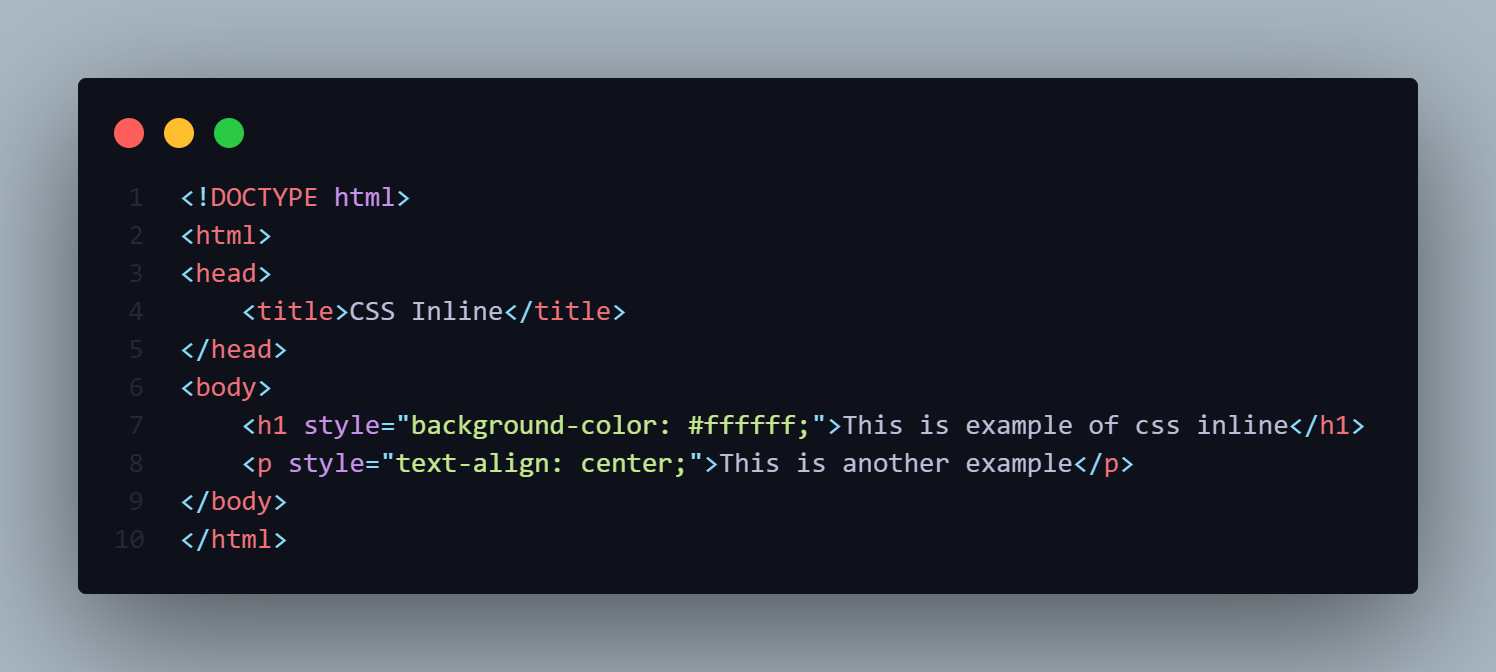 1 <!DOCTYPE html>
2 <html>
3 <head>
4     <title>CSS Inline</title>
5 </head>
6 <body>
7     <h1 style="background-color: #ffffff;">This is example of css inline</h1>
8     <p style="text-align: center;">This is another example</p>
9 </body>
10 </html>